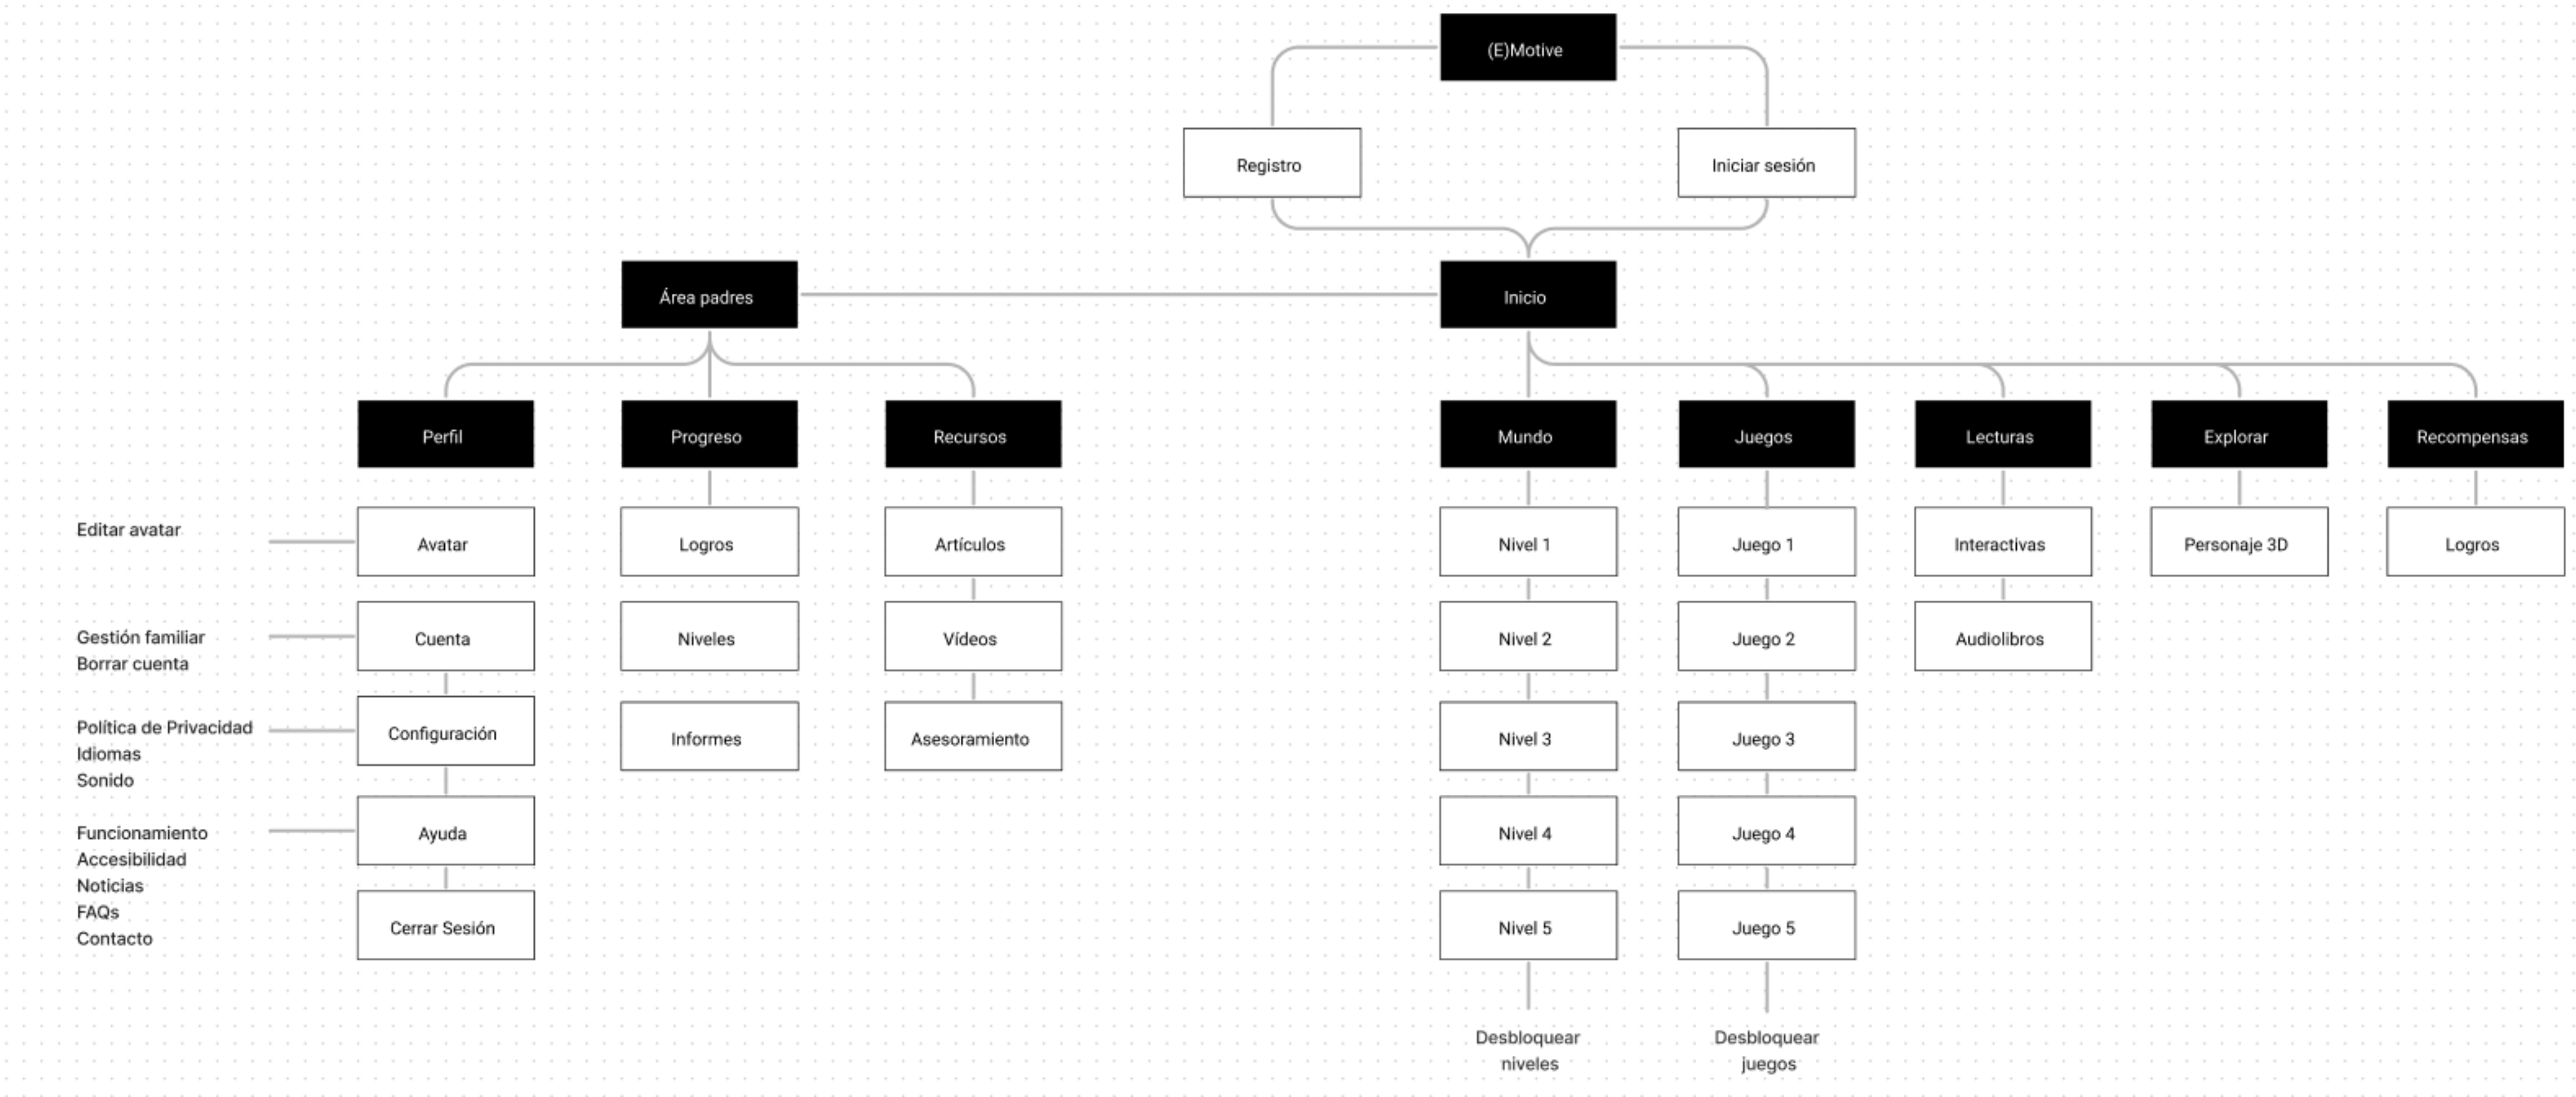 (E)Motive
Registro
Iniciar sesión
Área padres
Inicio
Perfil
Progreso
Recursos
Mundo
Juegos
Lecturas
Explorar
Recompensas
Editar avatar
Avatar
Logros
Artículos
Nivel 1
Juego 1
Interactivas
Personaje 3D
Logros
Gestión familiar
Borrar cuenta
Cuenta
Niveles
Vídeos
Nivel 2
Juego 2
Audiolibros
Política de Privacidad
Idiomas
Sonido
Configuración
Informes
Asesoramiento
Nivel 3
Juego 3
Funcionamiento
Accesibilidad
Noticias
FAQs
Contacto
Ayuda
Nivel 4
Juego 4
Cerrar Sesión
Nivel 5
Juego 5
Desbloquear
niveles
Desbloquear
juegos